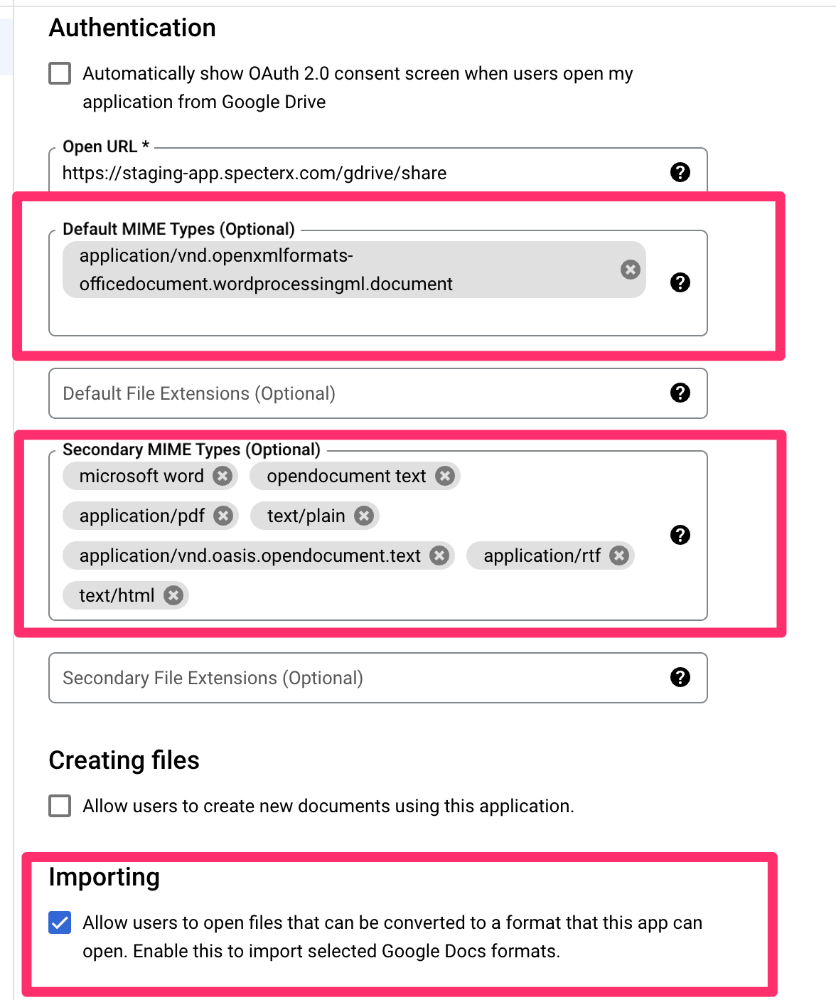 Authentication
Automatically show OAuth 2.0 consent screen when users open my
application from Google Drive
Open URL *
https://staging-app.specterx.com/gdrive/share
Default MIME Types (Optional)
application/vnd.openxmlformats-
officedocument.wordprocessingml.document
Default File Extensions (Optional)
Secondary MIME Types (Optional)
microsoft word opendocument text
application/pdf text/plain
application/vnd.oasis.opendocument.text application/rtf
text/html
Secondary File Extensions (Optional)
Creating files
Allow users to create new documents using this application.
Importing
Allow users to open files that can be converted to a format that this app can
open. Enable this to import selected Google Docs formats.